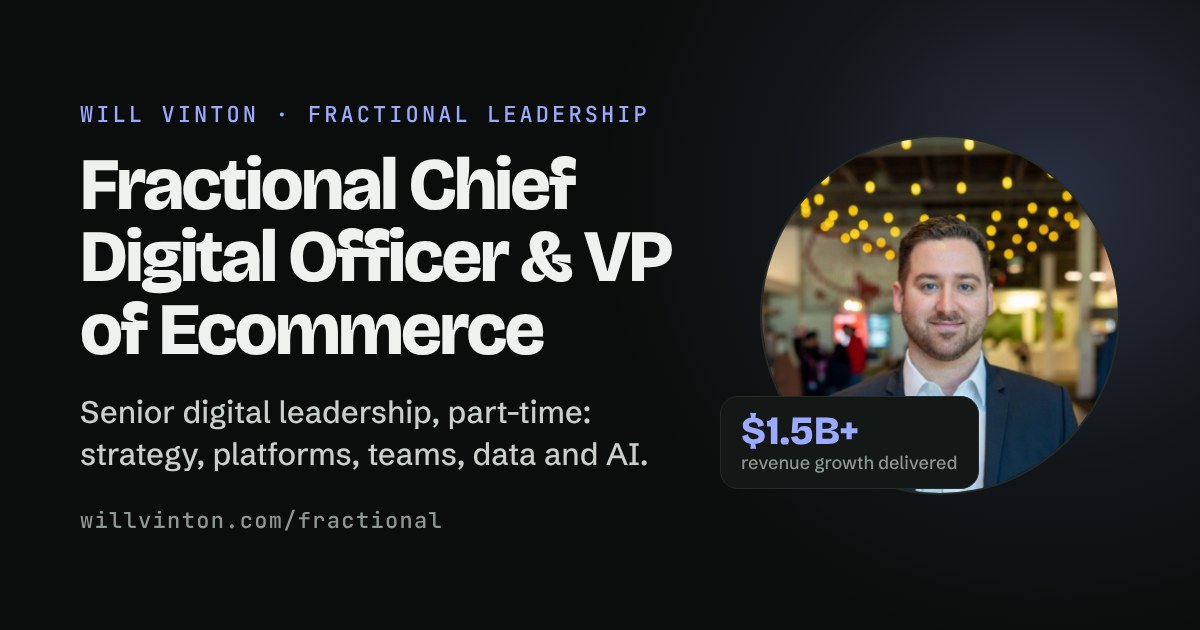 WILL VINTON · FRACTIONAL LEADERSHIP
Fractional Chief
Digital Officer & VP
of Ecommerce
Senior digital leadership, part-time:
strategy, platforms, teams, data and AI.
willvinton.com/fractional
$1.5B+
revenue growth delivered